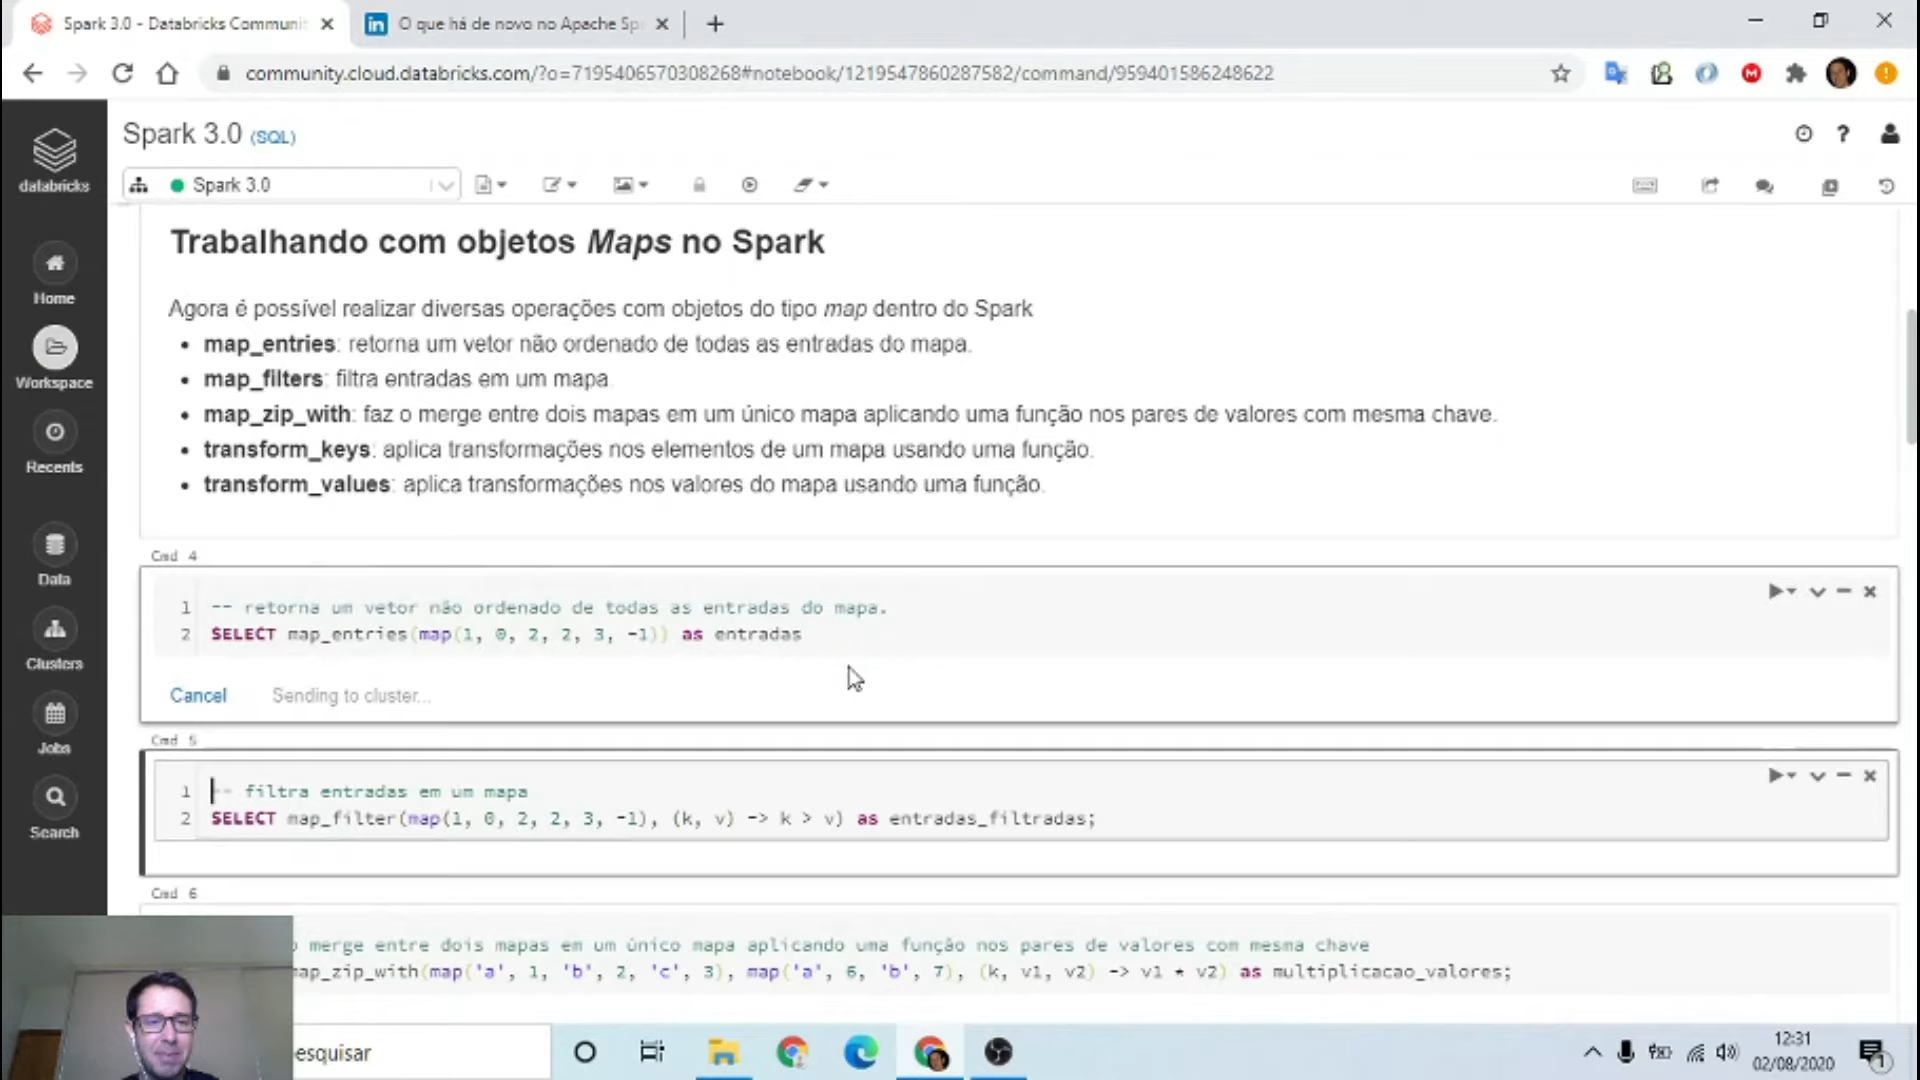 Spark 3.0 - Databricks Communi
O que há de novo no Apache Sp
community.cloud.databricks.com/?o=7195406570308268#notebook/1219547860287582/command/959401586248622
databricks
Home
Workspace
Recents
Data
Clusters
Jobs
Search
Spark 3.0 (SQL)
Spark 3.0
Trabalhando com objetos Maps no Spark
Agora é possível realizar diversas operações com objetos do tipo map dentro do Spark
• map_entries: retorna um vetor não ordenado de todas as entradas do mapa.
• map_filters: filtra entradas em um mapa.
• map_zip_with: faz o merge entre dois mapas em um único mapa aplicando uma função nos pares de valores com mesma chave.
• transform_keys: aplica transformações nos elementos de um mapa usando uma função.
• transform_values: aplica transformações nos valores do mapa usando uma função.
Cmd 4
1 -- retorna um vetor não ordenado de todas as entradas do mapa.
2 SELECT map_entries(map(1, 0, 2, 2, 3, -1)) as entradas
Cancel Sending to cluster...
Cmd 5
1 -- filtra entradas em um mapa
2 SELECT map_filter(map(1, 0, 2, 2, 3, -1), (k, v) -> k > v) as entradas_filtradas;
Cmd 6
o merge entre dois mapas em um único mapa aplicando uma função nos pares de valores com mesma chave
map_zip_with(map('a', 1, 'b', 2, 'c', 3), map('a', 6, 'b', 7), (k, v1, v2) -> v1 * v2) as multiplicacao_valores;
esquisar
12:31
02/08/2020
1